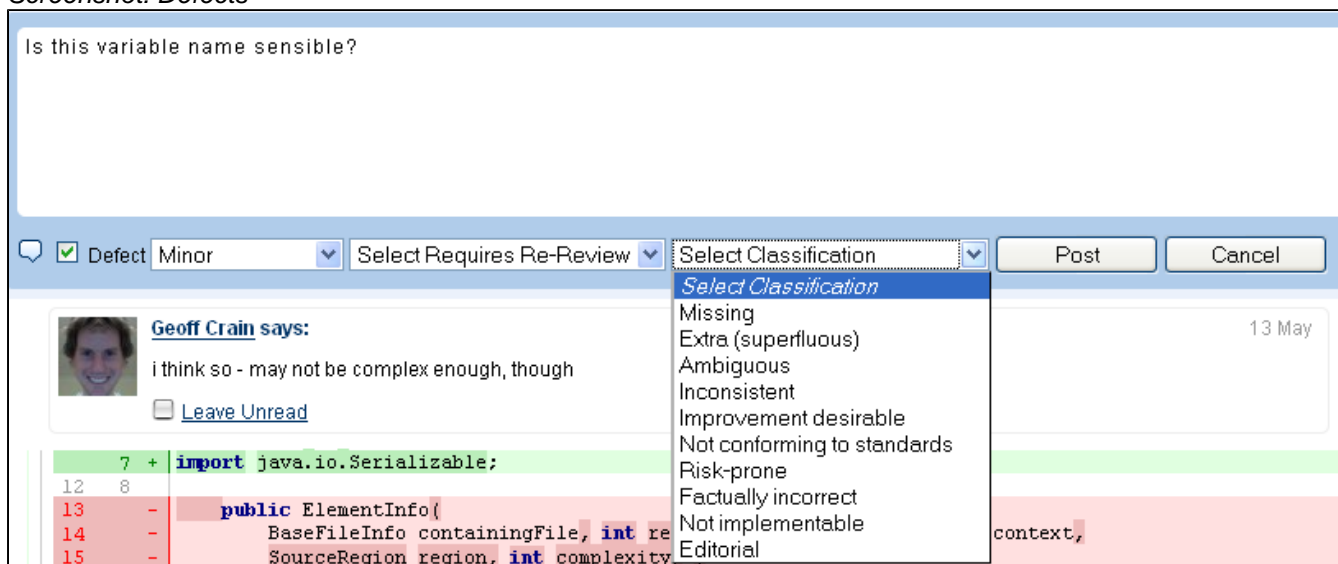 Is this variable name sensible?
Defect Minor Select Requires Re-Review Select Classification Post Cancel
Select Classification
Missing
Extra (superfluous)
Ambiguous
Inconsistent
Improvement desirable
Not conforming to standards
Risk-prone
Factually incorrect
Not implementable
Editorial
Geoff Crain says: 13 May
i think so - may not be complex enough, though
Leave Unread
7 + import java.io.Serializable;
12 8
13 - public ElementInfo(
14 - BaseFileInfo containingFile, int re context,
15 - SourceRegion region, int complexity